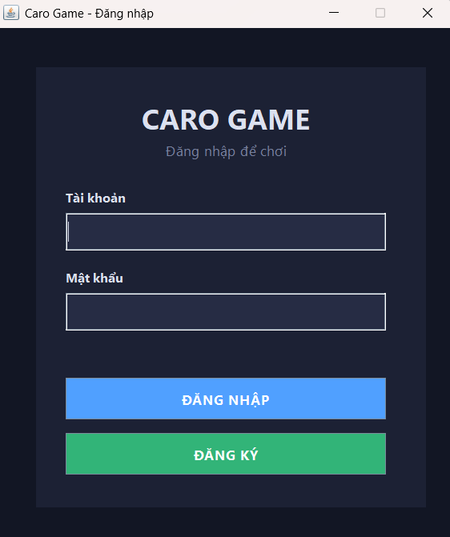 Caro Game - Đăng nhập
CARO GAME
Đăng nhập để chơi
Tài khoản
Mật khẩu
ĐĂNG NHẬP
ĐĂNG KÝ